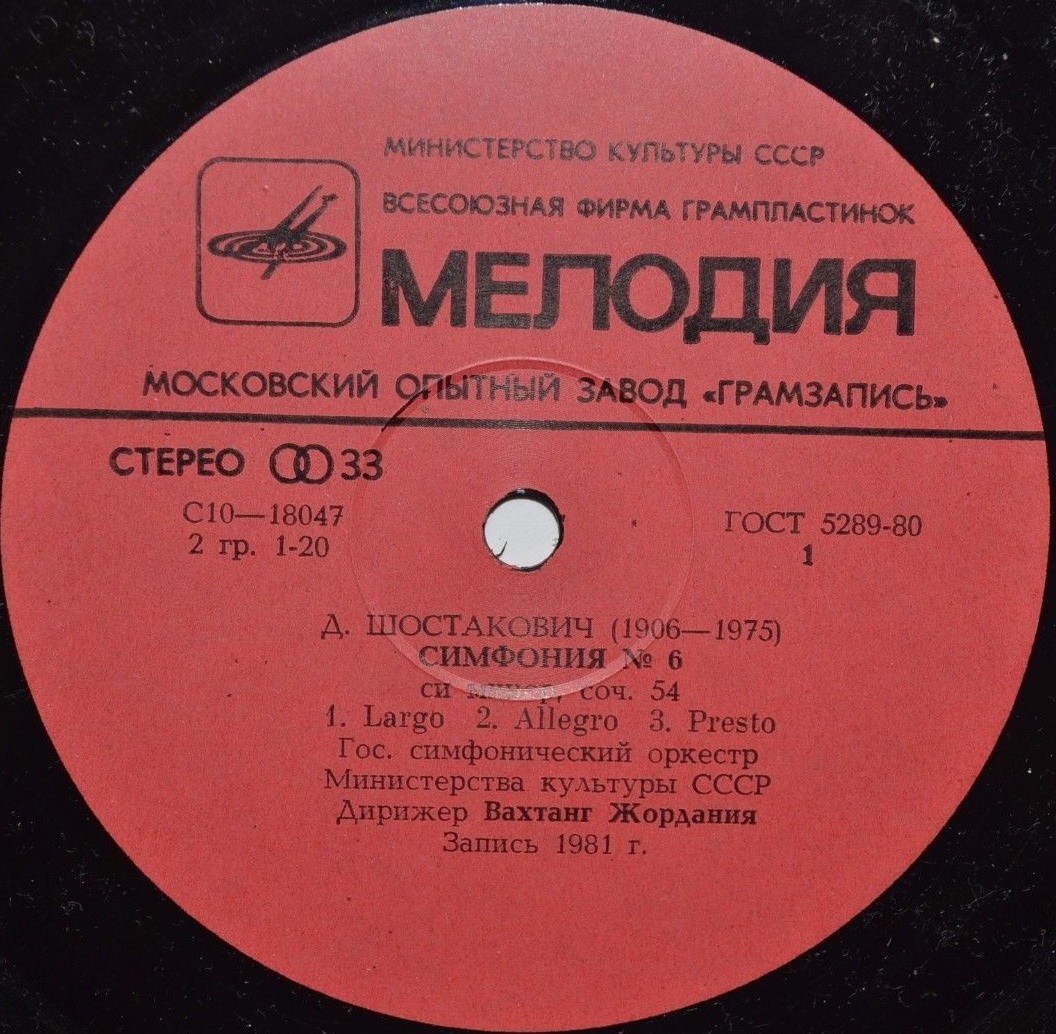 МИНИСТЕРСТВО КУЛЬТУРЫ СССР
ВСЕСОЮЗНАЯ ФИРМА ГРАМПЛАСТИНОК
МЕЛОДИЯ
МОСКОВСКИЙ ОПЫТНЫЙ ЗАВОД «ГРАМЗАПИСЬ»
СТЕРЕО 33
С10—18047
2 гр. 1-20
ГОСТ 5289-80
1
Д. ШОСТАКОВИЧ (1906—1975)
СИМФОНИЯ № 6
си минор, соч. 54
1. Largo 2. Allegro 3. Presto
Гос. симфонический оркестр
Министерства культуры СССР
Дирижер Вахтанг Жордания
Запись 1981 г.